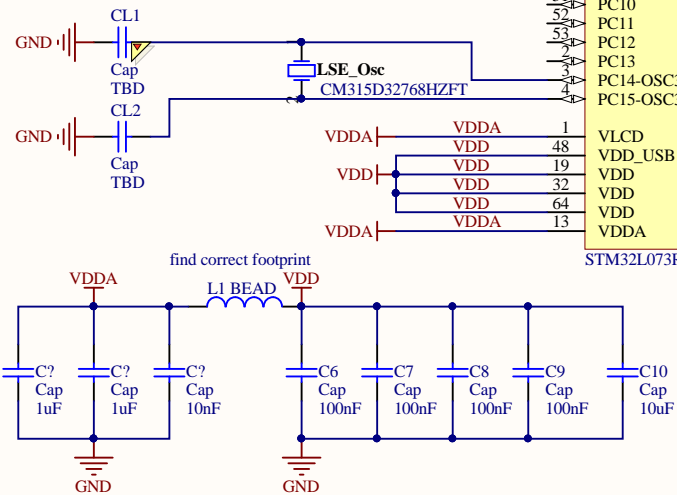 CL1
GND
Cap
TBD
CL2
GND
Cap
TBD
LSE_Osc
CM315D32768HZFT
PC10
52 PC11
53 PC12
2 PC13
3 PC14-OSC3
4 PC15-OSC3
VDDA VDDA 1 VLCD
VDD 48 VDD_USB
VDD VDD 19 VDD
VDD 32 VDD
VDD 64 VDD
VDDA VDDA 13 VDDA
STM32L073R
find correct footprint
VDDA L1 BEAD VDD
C? C? C? C6 C7 C8 C9 C10
Cap Cap Cap Cap Cap Cap Cap Cap
1uF 1uF 10nF 100nF 100nF 100nF 100nF 10uF
GND GND